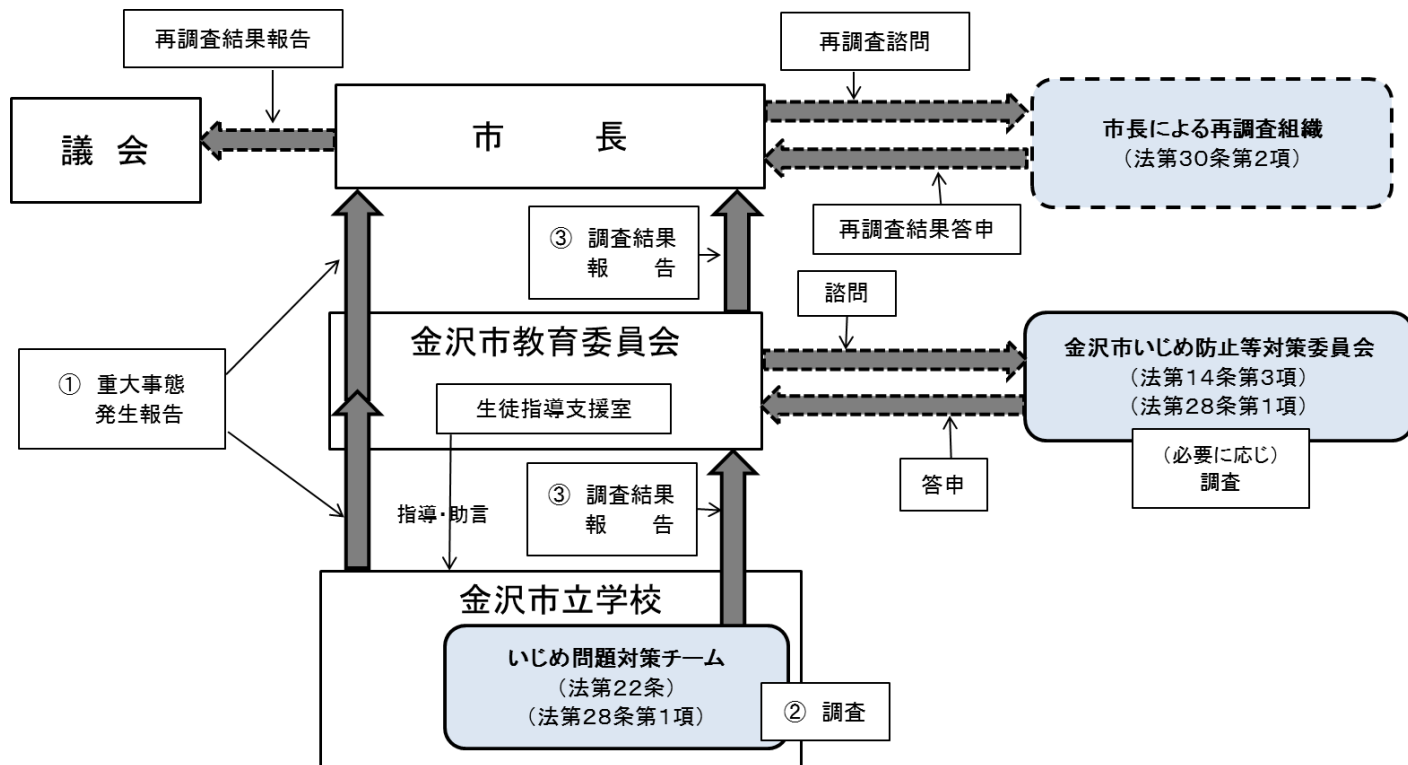 再調査結果報告
再調査諮問
議 会
市 長
市長による再調査組織
（法第30条第2項）
再調査結果答申
③ 調査結果
報 告
諮問
① 重大事態
発生報告
金沢市教育委員会
生徒指導支援室
金沢市いじめ防止等対策委員会
（法第14条第3項）
（法第28条第1項）
（必要に応じ）
調査
答申
指導・助言
③ 調査結果
報 告
金沢市立学校
いじめ問題対策チーム
（法第22条）
（法第28条第1項）
② 調査